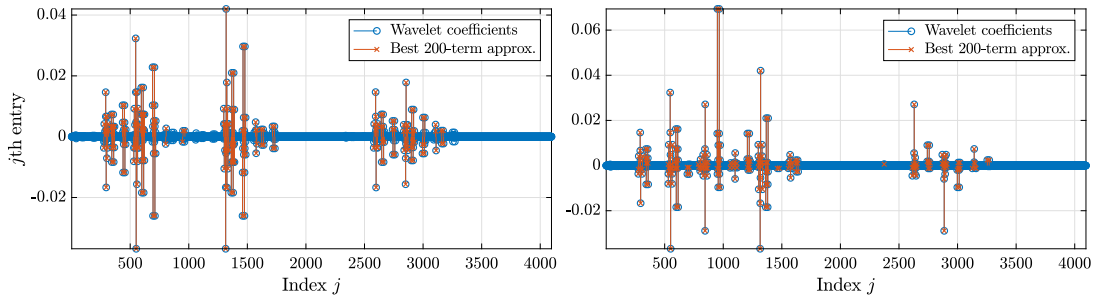 0.04
0.02
0
-0.02
jth entry
500 1000 1500 2000 2500 3000 3500 4000
Index j
Wavelet coefficients
Best 200-term approx.
0.06
0.04
0.02
0
-0.02
500 1000 1500 2000 2500 3000 3500 4000
Index j
Wavelet coefficients
Best 200-term approx.